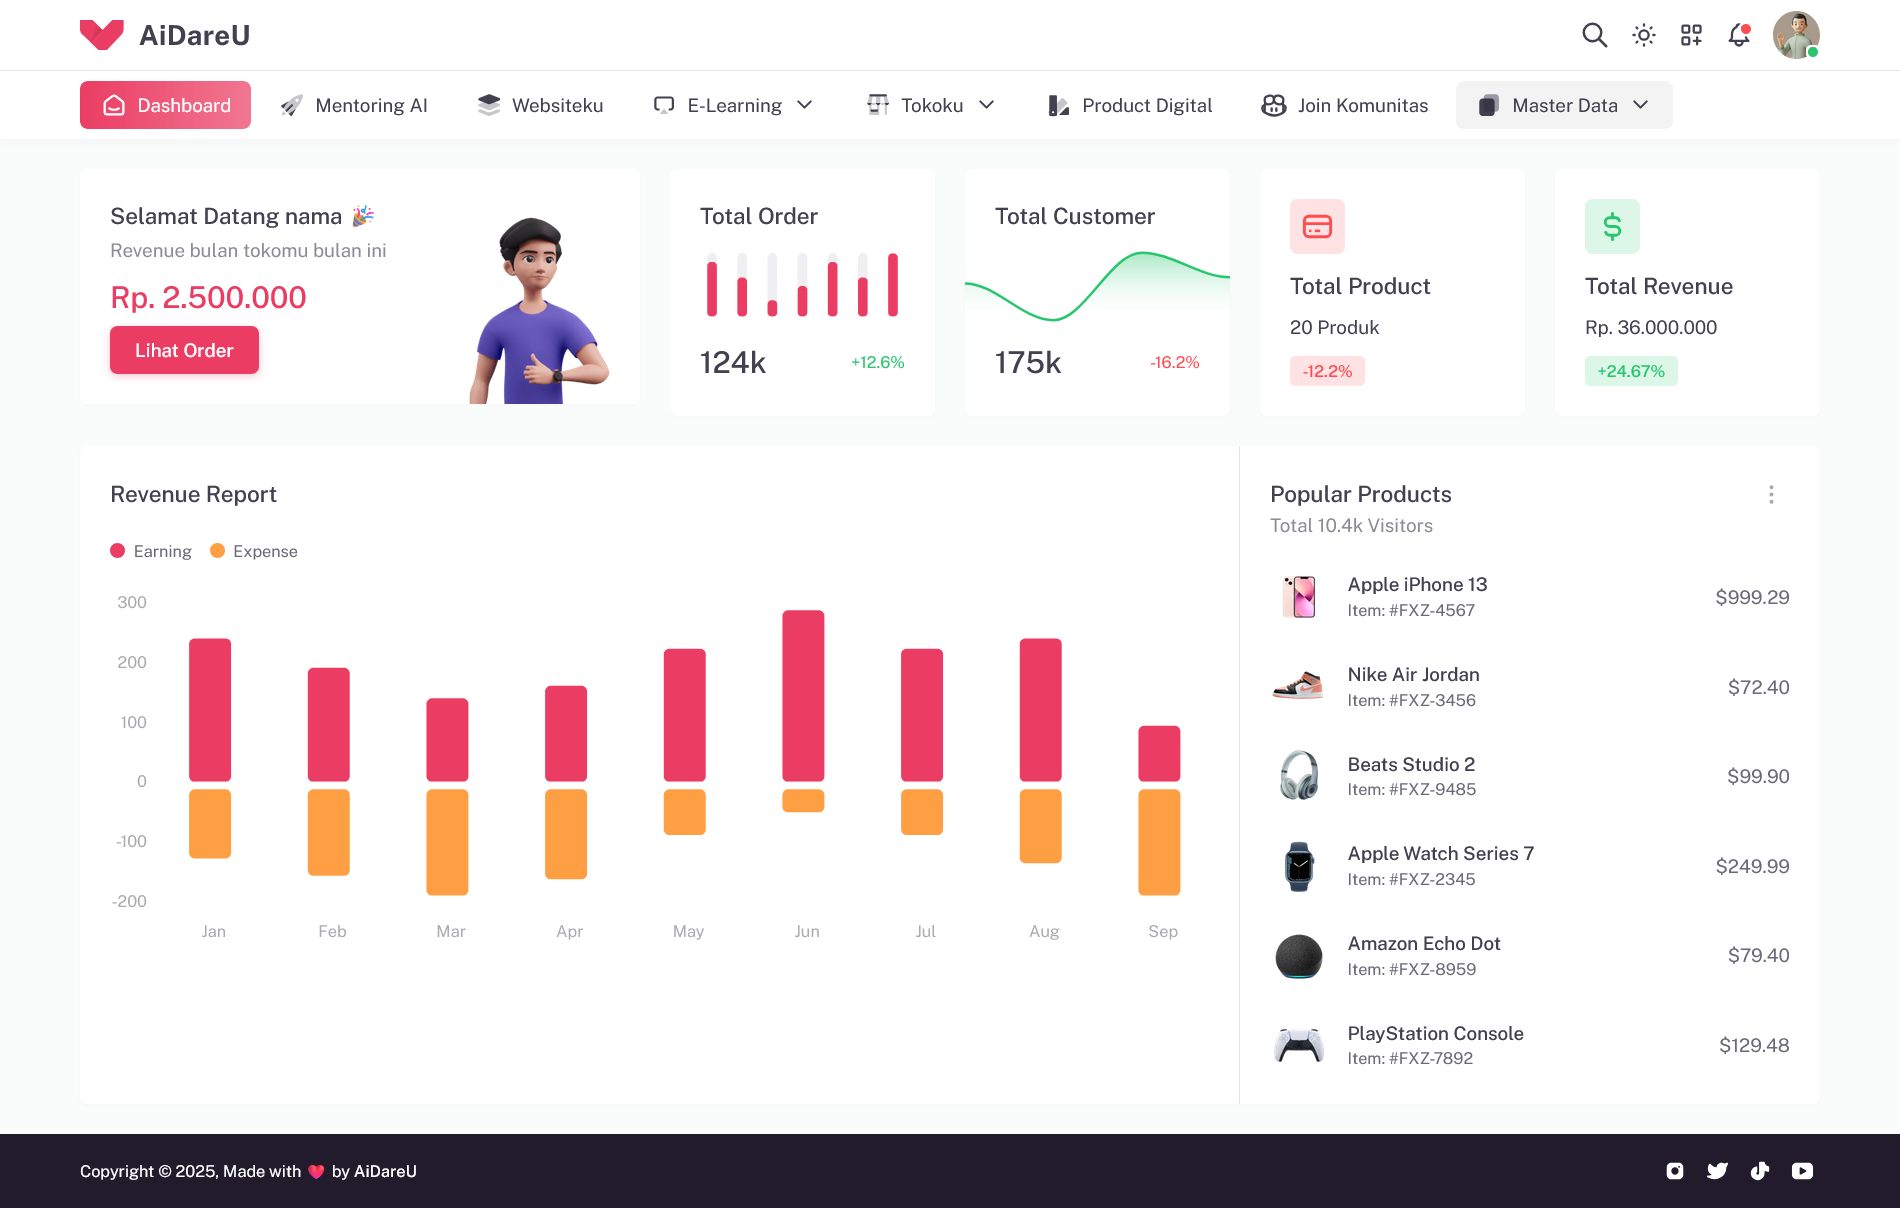 AiDareU
Dashboard
Mentoring AI
Websiteku
E-Learning
Tokoku
Product Digital
Join Komunitas
Master Data
Selamat Datang nama 🎉
Revenue bulan tokomu bulan ini
Rp. 2.500.000
Lihat Order
Total Order
124k
+12.6%
Total Customer
175k
-16.2%
Total Product
20 Produk
-12.2%
Total Revenue
Rp. 36.000.000
+24.67%
Revenue Report
Earning
Expense
300
200
100
0
-100
-200
Jan
Feb
Mar
Apr
May
Jun
Jul
Aug
Sep
Popular Products
Total 10.4k Visitors
Apple iPhone 13
Item: #FXZ-4567
$999.29
Nike Air Jordan
Item: #FXZ-3456
$72.40
Beats Studio 2
Item: #FXZ-9485
$99.90
Apple Watch Series 7
Item: #FXZ-2345
$249.99
Amazon Echo Dot
Item: #FXZ-8959
$79.40
PlayStation Console
Item: #FXZ-7892
$129.48
Copyright © 2025, Made with ❤️ by AiDareU